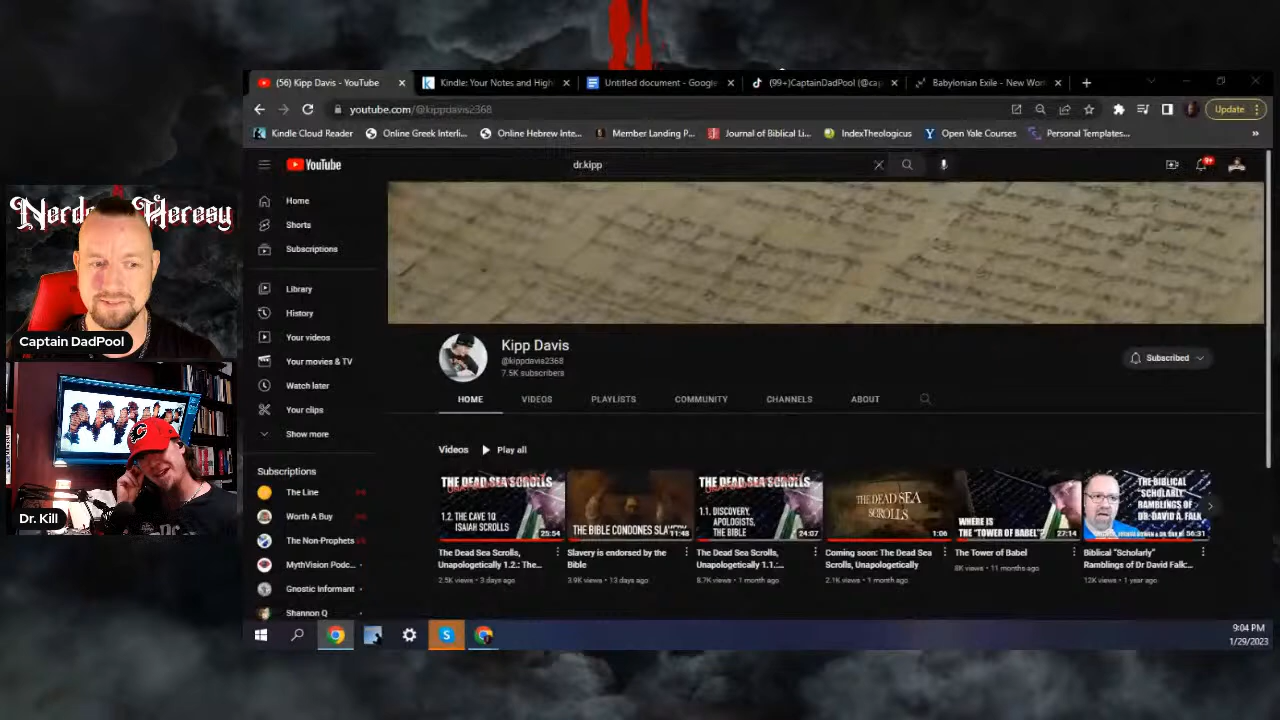 (56) Kipp Davis - YouTube
Kindle: Your Notes and High
Untitled document - Google
(99+)CaptainDadPool (@cap
Babylonian Exile - New Wor
youtube.com/@kippdavis2368
Update
Kindle Cloud Reader
Online Greek Interli...
Online Hebrew Inte...
Member Landing P...
Journal of Biblical Li...
IndexTheologicus
Open Yale Courses
Personal Templates...
YouTube
dr.kipp
9+
Home
Shorts
Subscriptions
Library
History
Your videos
Your movies & TV
Watch later
Your clips
Show more
Subscriptions
The Line
Worth A Buy
The Non-Prophets
MythVision Podc...
Gnostic Informant
Shannon Q
Nerds Heresy
Captain DadPool
Dr. Kill
Kipp Davis
@kippdavis2368
7.5K subscribers
Subscribed
HOME
VIDEOS
PLAYLISTS
COMMUNITY
CHANNELS
ABOUT
Videos
Play all
THE DEAD SEA SCROLLS
1.2. THE CAVE 1Q
ISAIAH SCROLLS
25:54
The Dead Sea Scrolls,
Unapologetically 1.2.: The...
2.5K views • 3 days ago
THE BIBLE CONDONES SLAVERY
11:48
Slavery is endorsed by the
Bible
3.9K views • 13 days ago
THE DEAD SEA SCROLLS
1.1. DISCOVERY,
APOLOGISTS,
THE BIBLE
24:07
The Dead Sea Scrolls,
Unapologetically 1.1.:...
8.7K views • 1 month ago
THE DEAD SEA
SCROLLS
1:06
Coming soon: The Dead Sea
Scrolls, Unapologetically
2.1K views • 1 month ago
WHERE IS
THE "TOWER OF BABEL"?
27:14
The Tower of Babel
8K views • 11 months ago
THE BIBLICAL
"SCHOLARLY"
RAMBLINGS OF
DR. DAVID A. FALK
56:31
Biblical "Scholarly"
Ramblings of Dr David Falk:...
12K views • 1 year ago
9:04 PM
1/29/2023